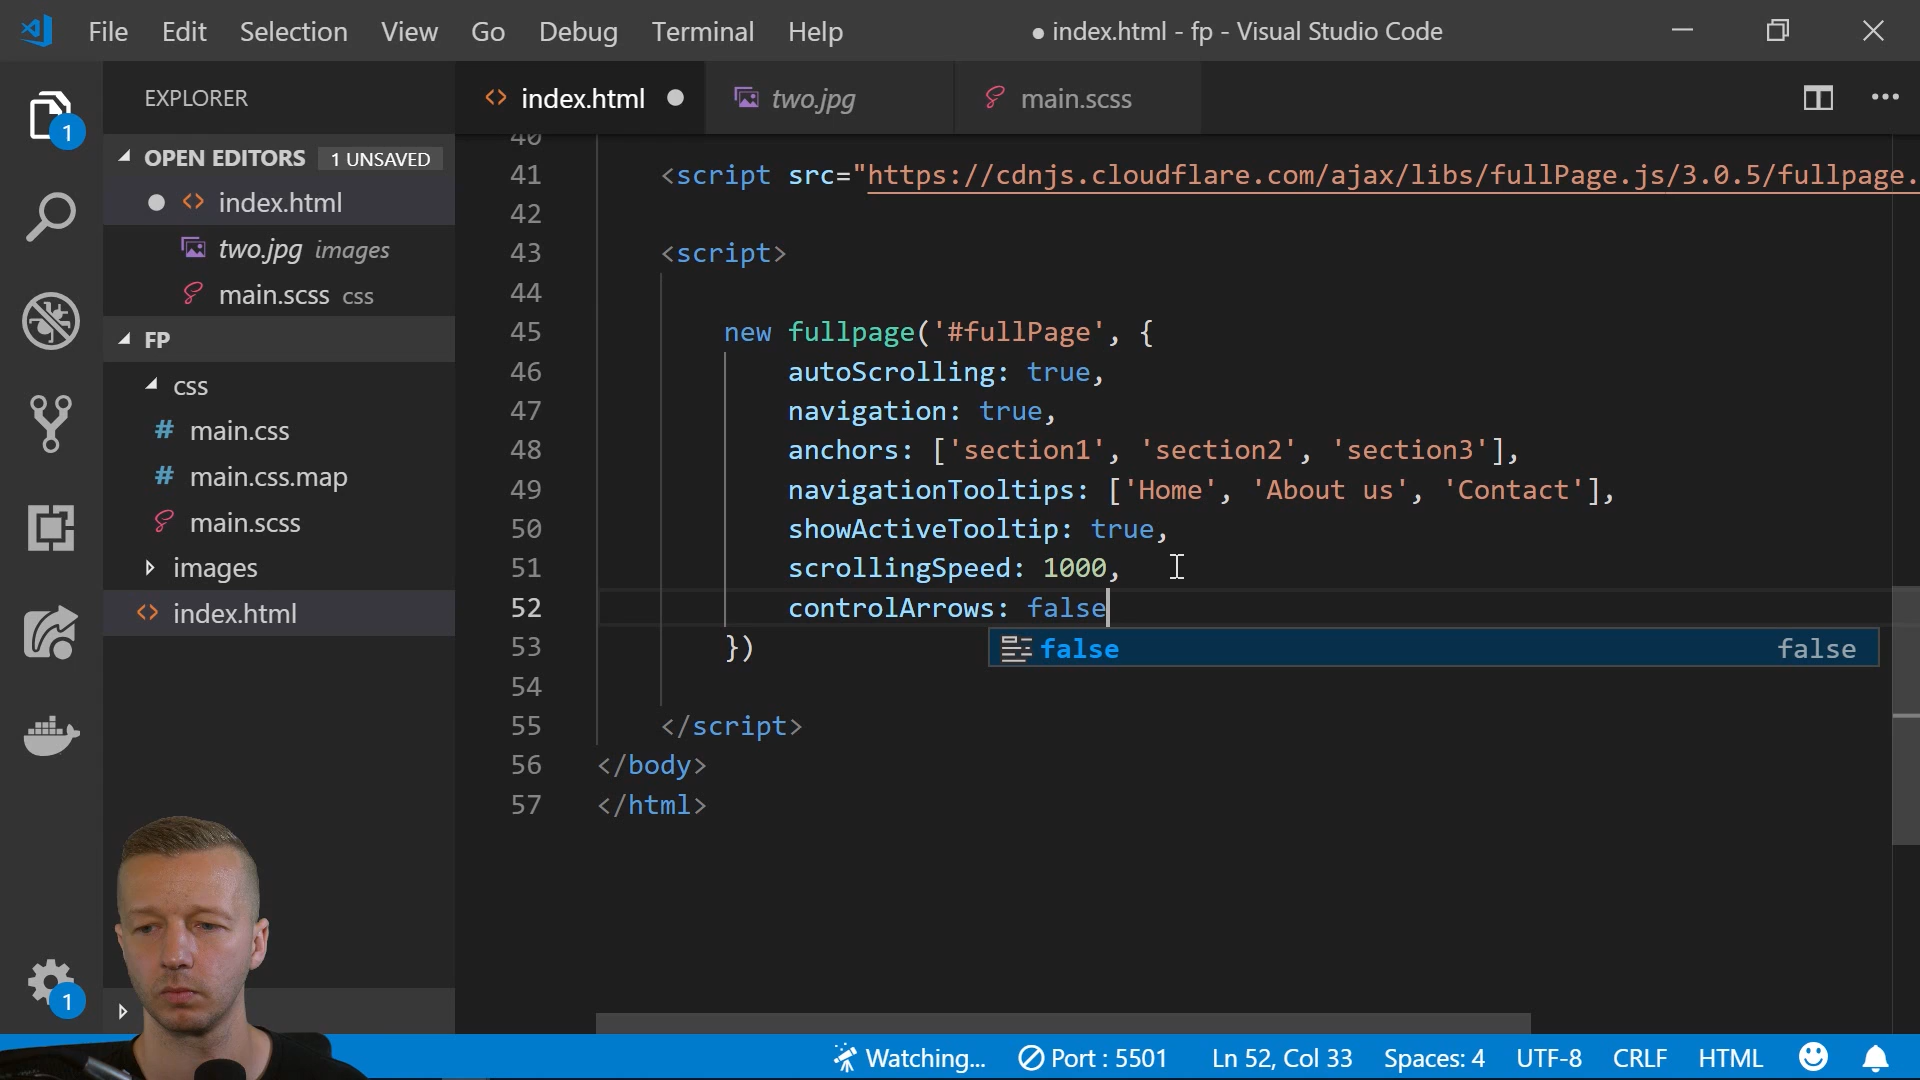 File Edit Selection View Go Debug Terminal Help
● index.html - fp - Visual Studio Code
1
EXPLORER
OPEN EDITORS 1 UNSAVED
index.html
two.jpg images
main.scss css
FP
css
main.css
main.css.map
main.scss
images
index.html
1
index.html two.jpg main.scss
40
41 <script src="https://cdnjs.cloudflare.com/ajax/libs/fullPage.js/3.0.5/fullpage.
42
43 <script>
44
45 new fullpage('#fullPage', {
46 autoScrolling: true,
47 navigation: true,
48 anchors: ['section1', 'section2', 'section3'],
49 navigationTooltips: ['Home', 'About us', 'Contact'],
50 showActiveTooltip: true,
51 scrollingSpeed: 1000,
52 controlArrows: false
false false
53 })
54
55 </script>
56 </body>
57 </html>
Watching... Port : 5501 Ln 52, Col 33 Spaces: 4 UTF-8 CRLF HTML